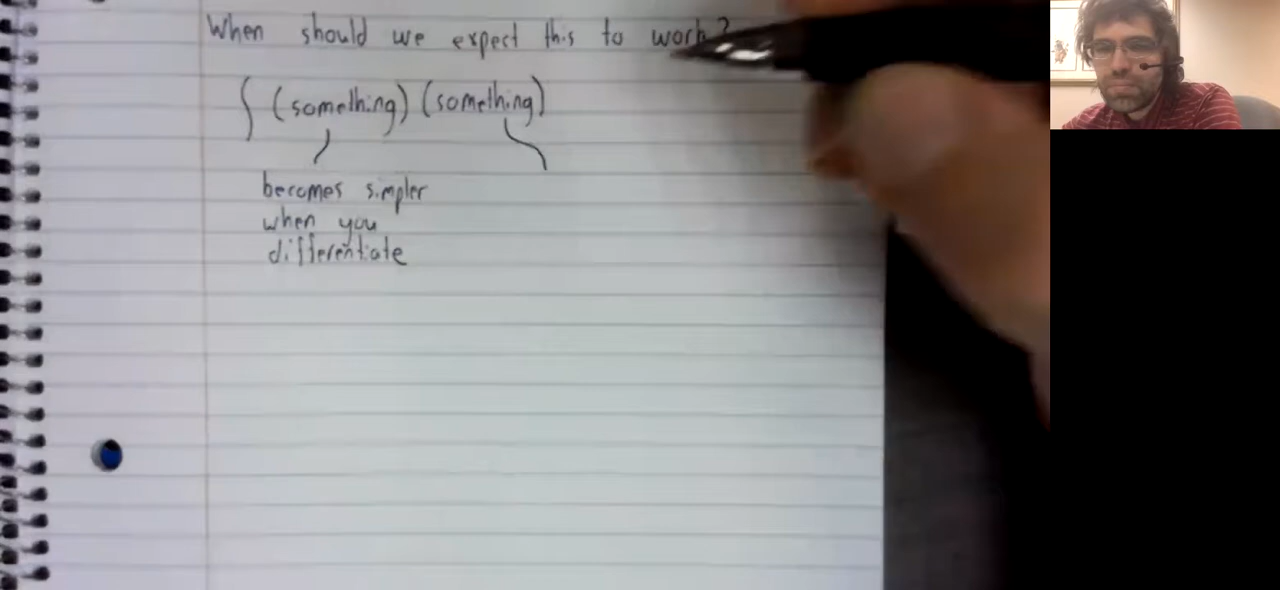 When should we expect this to work?
∫ (something) (something)
becomes simpler
when you
differentiate